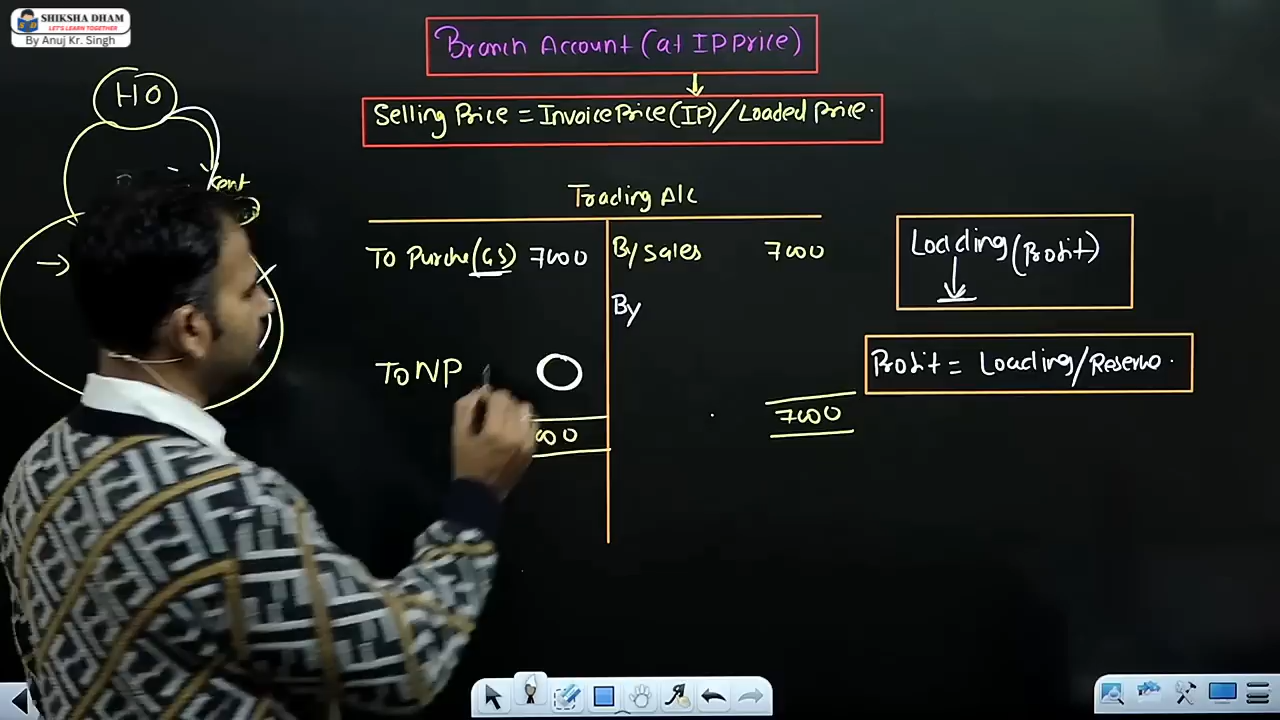 SHIKSHA DHAM
LET'S LEARN TOGETHER
By Anuj Kr. Singh
Branch Account (at IP Price)
Selling Price = Invoice Price (IP) / Loaded Price.
HO
Trading A/c
To Purche (GS) 7000 By sales 7000
Loading (Profit)
By
Profit = Loading / Reserve.
To NP 0
7000